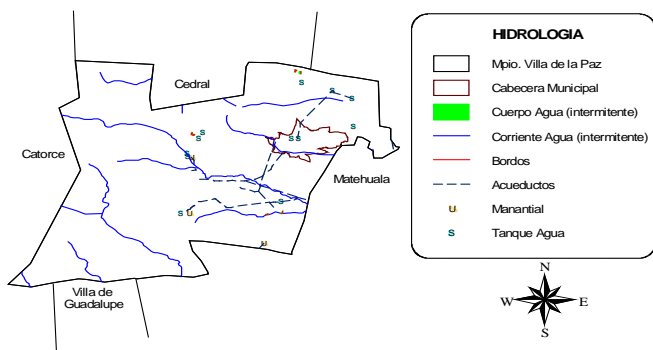 Cedral
Catorce
Matehuala
Villa de
Guadalupe
S
S
S
S
S
S
S
S
S
S
S
S
U
S
U
S
U
HIDROLOGIA
Mpio. Villa de la Paz
Cabecera Municipal
Cuerpo Agua (intermitente)
Corriente Agua (intermitente)
Bordos
Acueductos
U Manantial
S Tanque Agua
N
W E
S